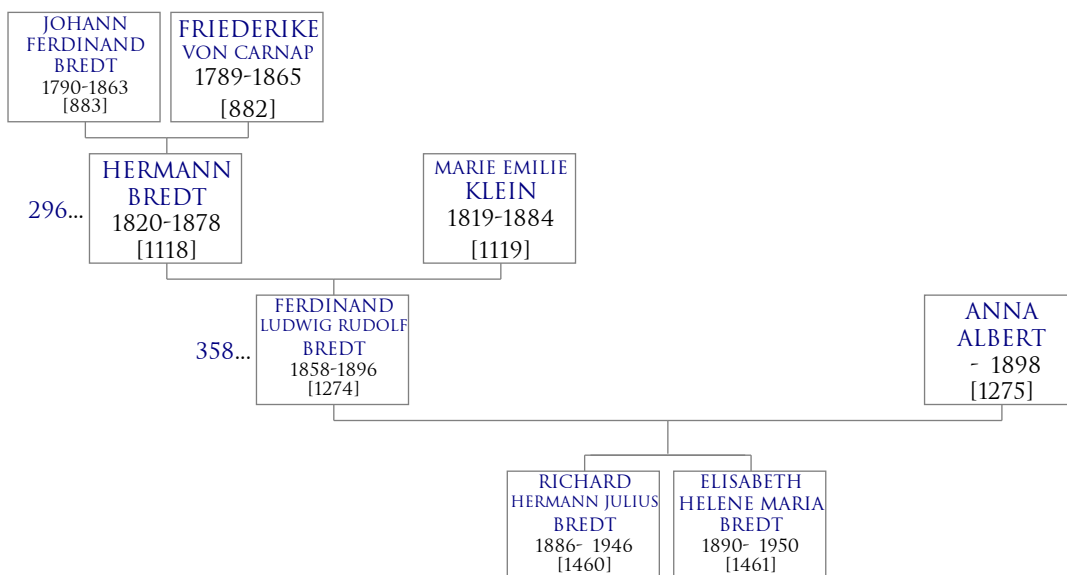 JOHANN
FERDINAND
BREDT
1790-1863
[883]
FRIEDERIKE
VON CARNAP
1789-1865
[882]
296...
HERMANN
BREDT
1820-1878
[1118]
MARIE EMILIE
KLEIN
1819-1884
[1119]
358...
FERDINAND
LUDWIG RUDOLF
BREDT
1858-1896
[1274]
ANNA
ALBERT
- 1898
[1275]
RICHARD
HERMANN JULIUS
BREDT
1886- 1946
[1460]
ELISABETH
HELENE MARIA
BREDT
1890- 1950
[1461]